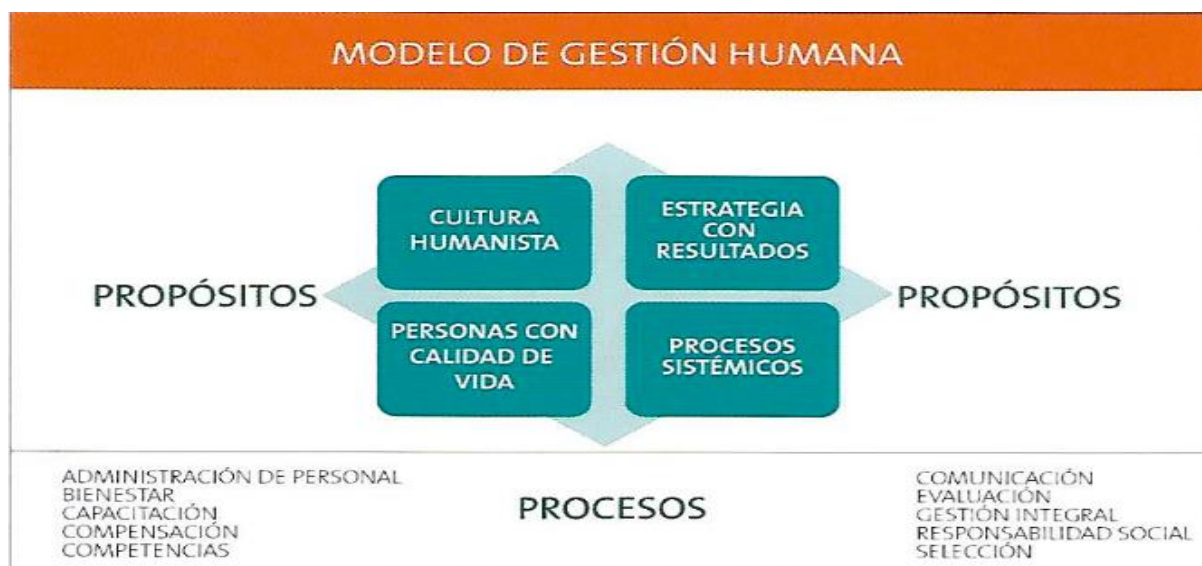 MODELO DE GESTIÓN HUMANA
CULTURA
HUMANISTA
ESTRATEGIA
CON
RESULTADOS
PROPÓSITOS
PROPÓSITOS
PERSONAS CON
CALIDAD DE
VIDA
PROCESOS
SISTÉMICOS
ADMINISTRACIÓN DE PERSONAL
BIENESTAR
CAPACITACIÓN
COMPENSACIÓN
COMPETENCIAS
PROCESOS
COMUNICACIÓN
EVALUACIÓN
GESTIÓN INTEGRAL
RESPONSABILIDAD SOCIAL
SELECCIÓN